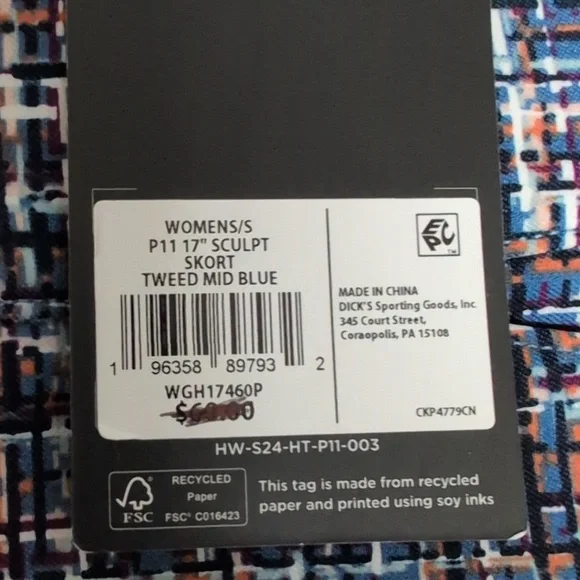 WOMENS/S
P11 17" SCULPT
SKORT
TWEED MID BLUE
1 96358 89793 2
WGH17460P
EPC
MADE IN CHINA
DICK'S Sporting Goods, Inc
345 Court Street,
Coraopolis, PA 15108
CKP4779CN
HW-S24-HT-P11-003
FSC
RECYCLED
Paper
FSC® C016423
This tag is made from recycled
paper and printed using soy inks